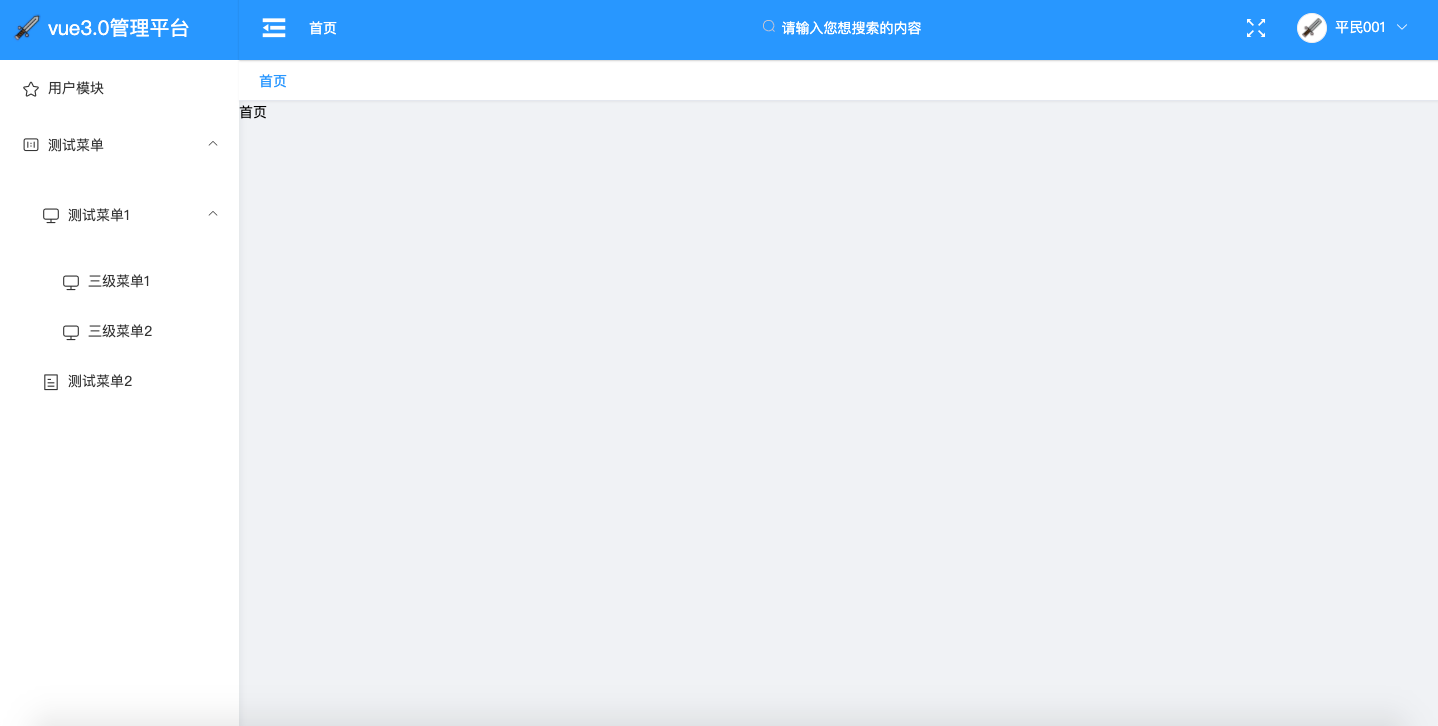 vue3.0管理平台
首页
请输入您想搜索的内容
平民001
用户模块
测试菜单
测试菜单1
三级菜单1
三级菜单2
测试菜单2
首页
首页